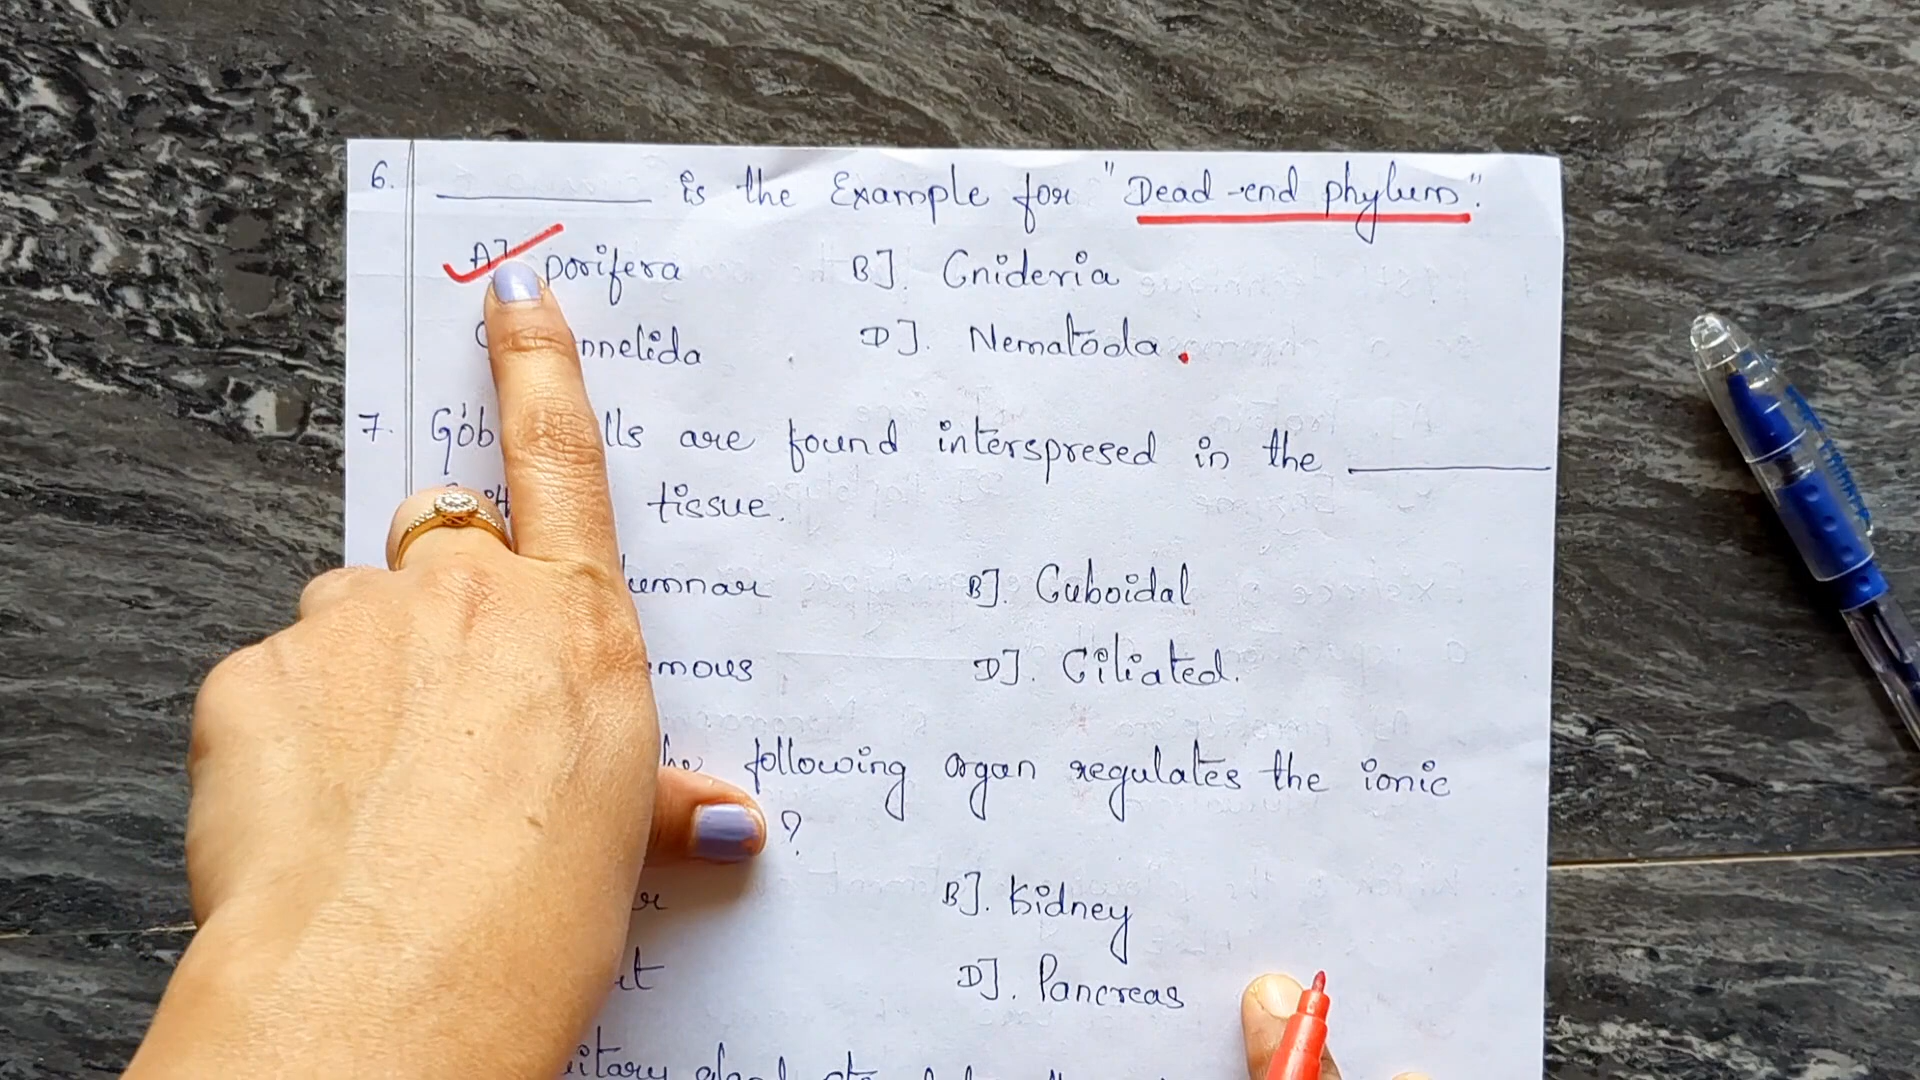 6. ________ is the Example for "Dead-end phylum".
A] porifera B]. Cnideria
nnelida D]. Nematoda.
7. Gob lls are found interspresed in the ________
tissue.
lumnar B]. Cuboidal
mous D]. Ciliated.
following organ regulates the ionic
?
B]. Kidney
D]. Pancreas